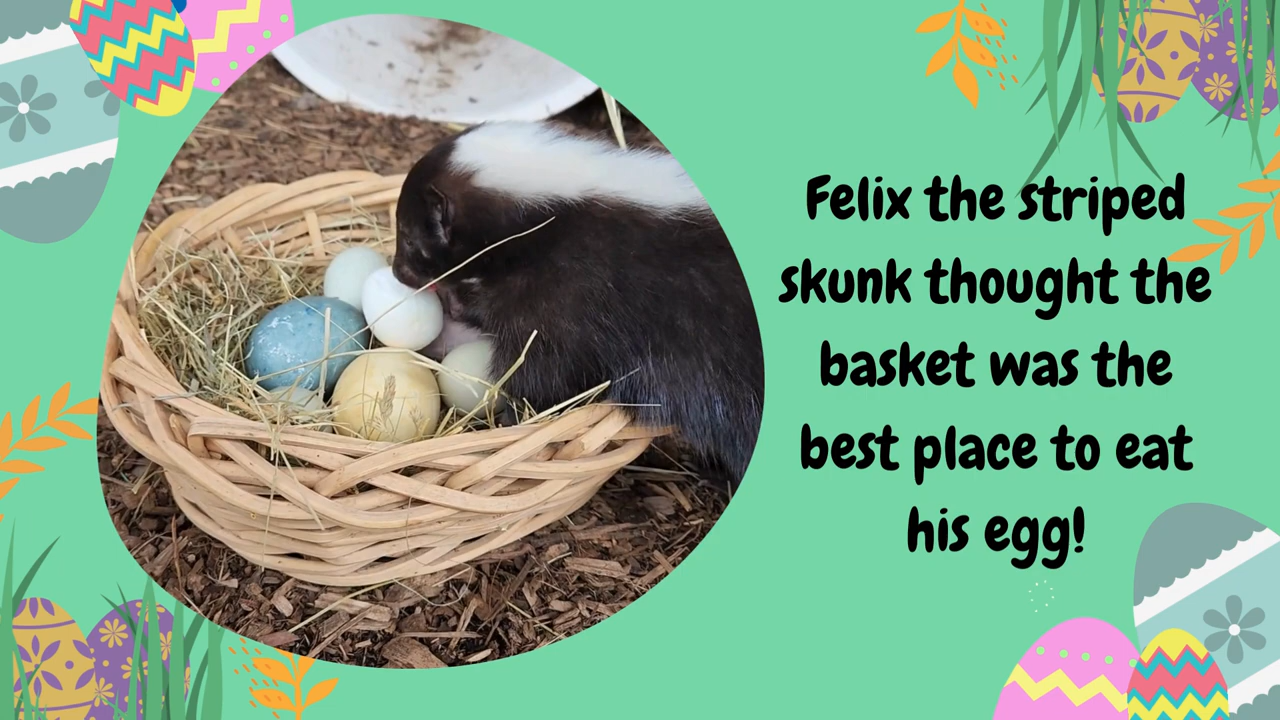 Felix the striped
skunk thought the
basket was the
best place to eat
his egg!